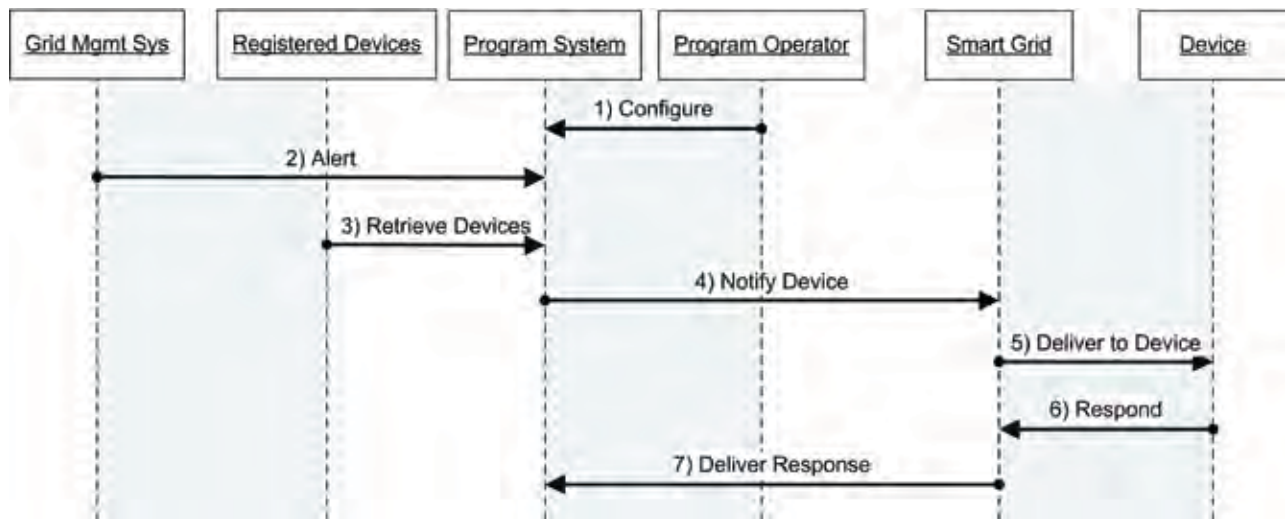 Grid Mgmt Sys
Registered Devices
Program System
Program Operator
Smart Grid
Device
1) Configure
2) Alert
3) Retrieve Devices
4) Notify Device
5) Deliver to Device
6) Respond
7) Deliver Response